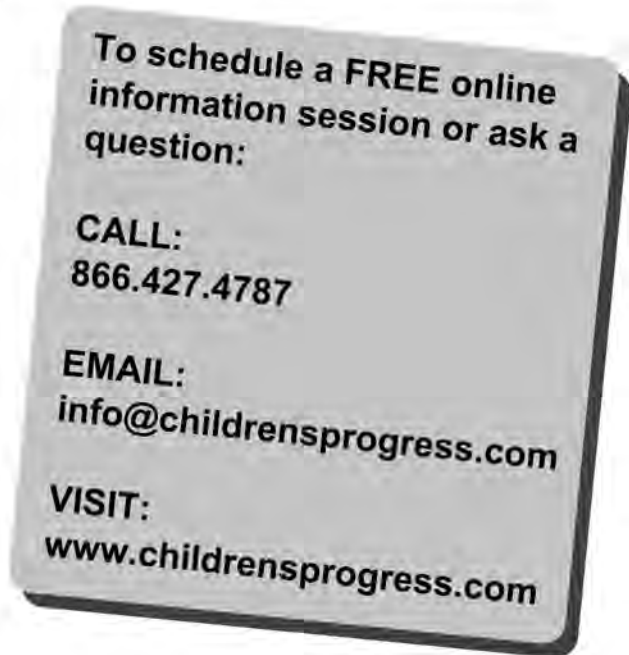 To schedule a FREE online
information session or ask a
question:
CALL:
866.427.4787
EMAIL:
info@childrensprogress.com
VISIT:
www.childrensprogress.com